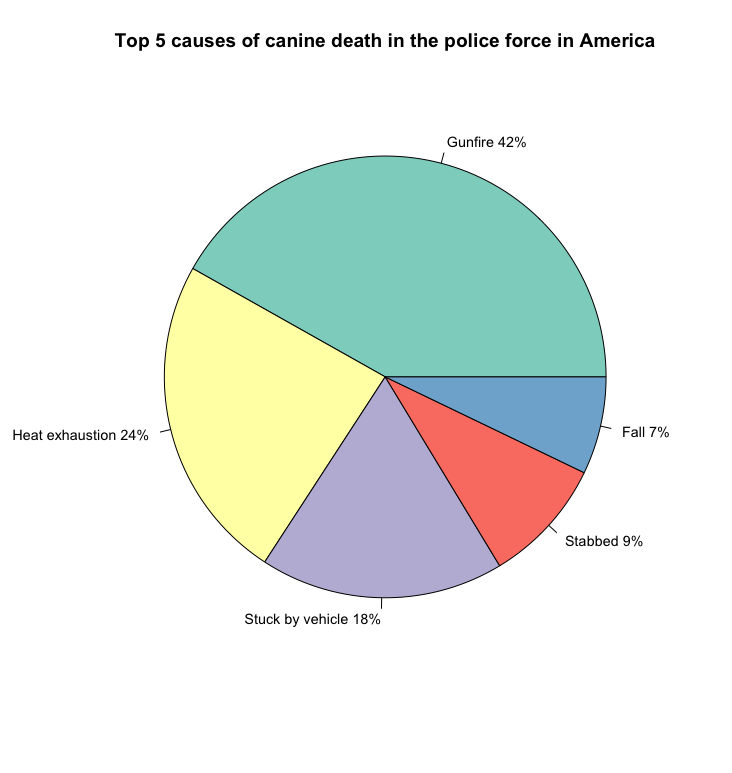 Top 5 causes of canine death in the police force in America
Gunfire 42%
Heat exhaustion 24%
Fall 7%
Stabbed 9%
Stuck by vehicle 18%